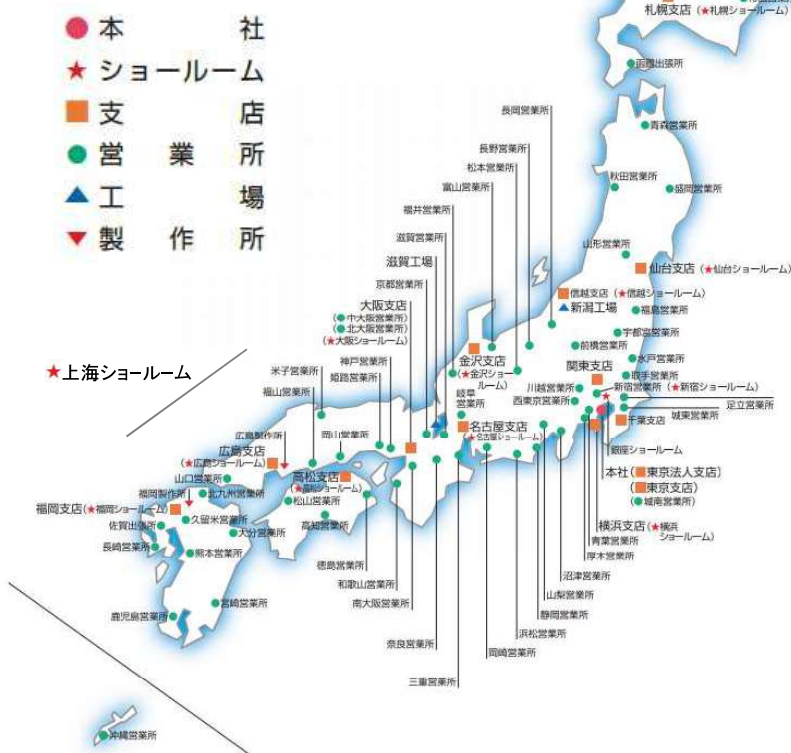 ● 本社
★ ショールーム
■ 支店
● 営業所
▲ 工場
▼ 製作所
札幌支店 (★札幌ショールーム)
函館出張所
青森営業所
秋田営業所
盛岡営業所
山形営業所
仙台支店 (★仙台ショールーム)
信越支店 (★信越ショールーム)
新潟工場
福島営業所
宇都宮営業所
前橋営業所
水戸営業所
取手営業所
関東支店
川越営業所
新宿営業所 (★新宿ショールーム)
西東京営業所
足立営業所
千葉支店
城東営業所
銀座ショールーム
本社 (■東京法人支店)
(■東京支店)
(●城南営業所)
横浜支店 (★横浜
ショールーム)
青葉営業所
厚木営業所
沼津営業所
山梨営業所
静岡営業所
浜松営業所
岡崎営業所
三重営業所
奈良営業所
南大阪営業所
和歌山営業所
徳島営業所
長岡営業所
長野営業所
松本営業所
富山営業所
福井営業所
滋賀営業所
滋賀工場
京都営業所
大阪支店
(●中大阪営業所)
(●北大阪営業所)
(★大阪ショールーム)
神戸営業所
姫路営業所
金沢支店
(★金沢ショー
ルーム)
岐阜
営業所
名古屋支店
(★名古屋ショールーム)
★上海ショールーム
米子営業所
福山営業所
広島製作所
岡山営業所
広島支店
(★広島ショールーム)
高松支店
(★高松ショールーム)
山口営業所
福岡製作所
北九州営業所
松山営業所
高知営業所
福岡支店 (★福岡ショールーム)
久留米営業所
佐賀出張所
大分営業所
長崎営業所
熊本営業所
宮崎営業所
鹿児島営業所
沖縄営業所